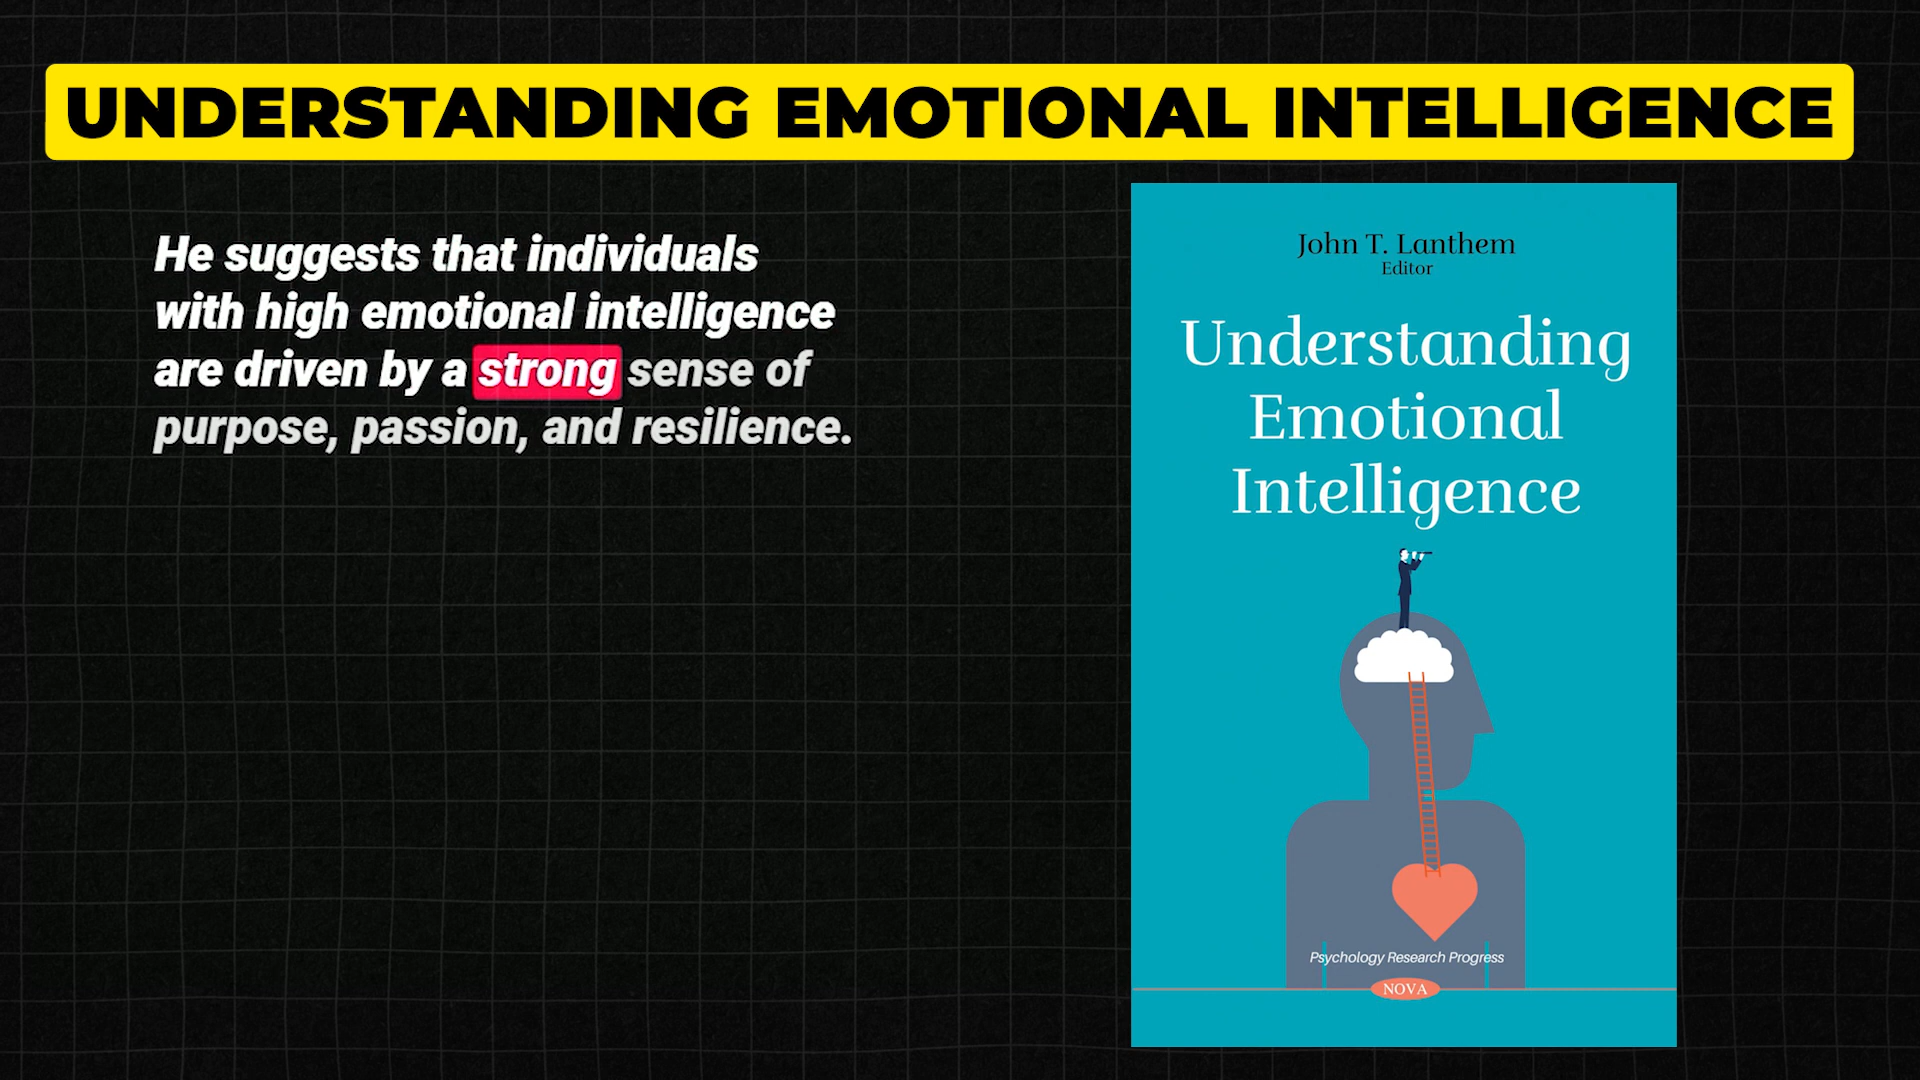 UNDERSTANDING EMOTIONAL INTELLIGENCE
He suggests that individuals
with high emotional intelligence
are driven by a strong sense of
purpose, passion, and resilience.
John T. Lanthem
Editor
Understanding
Emotional
Intelligence
Psychology Research Progress
NOVA